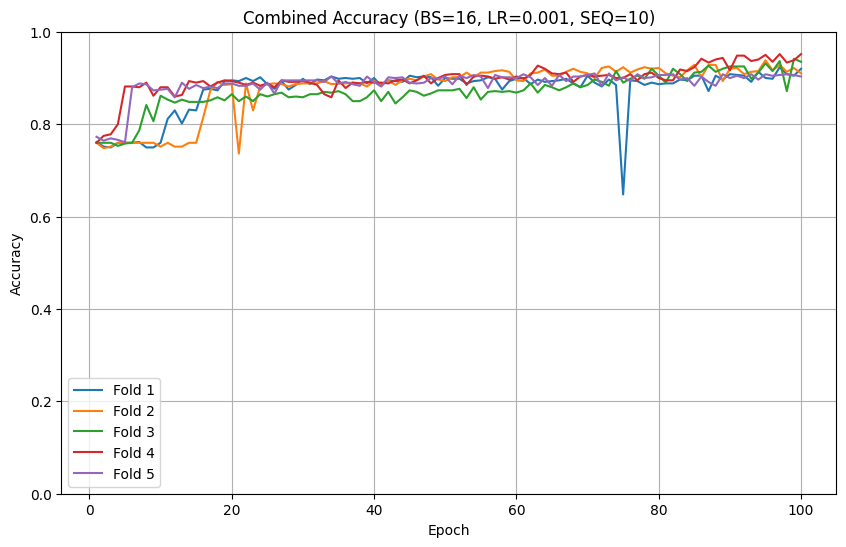 Combined Accuracy (BS=16, LR=0.001, SEQ=10)
1.0
0.8
0.6
0.4
0.2
0.0
Accuracy
Fold 1
Fold 2
Fold 3
Fold 4
Fold 5
0 20 40 60 80 100
Epoch